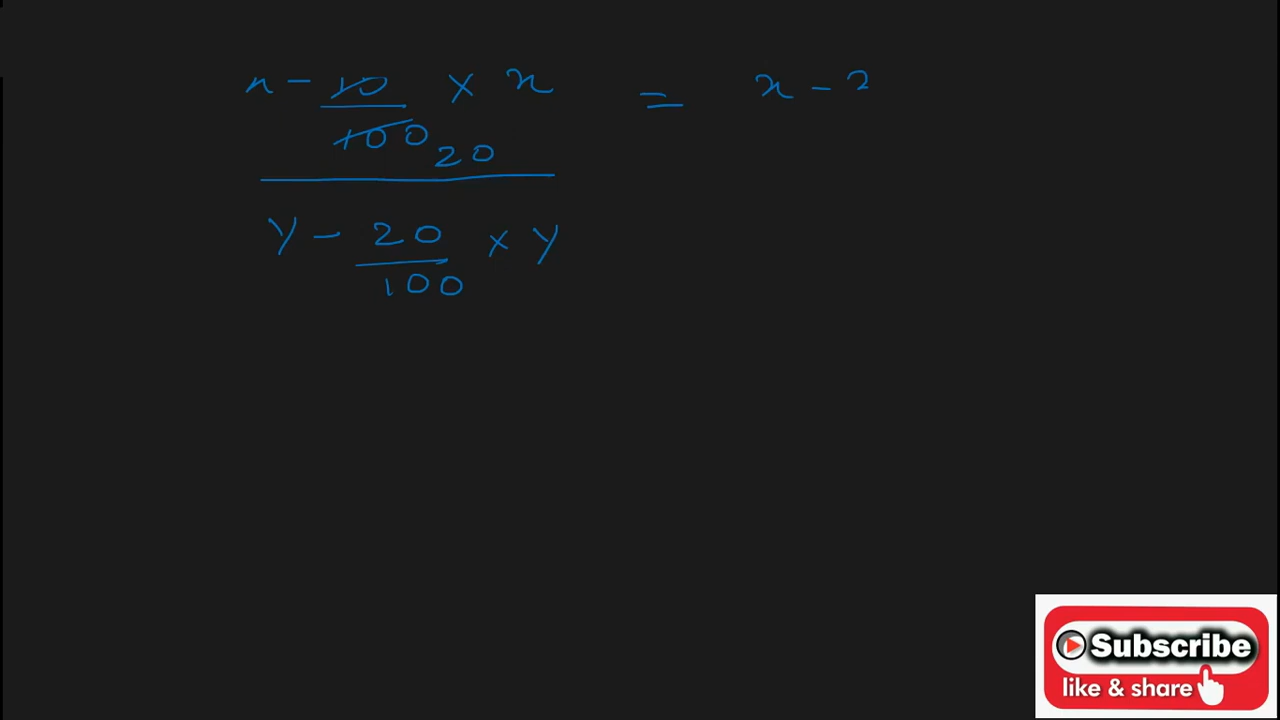 x - 10/100 × x = x - 2
20
y - 20/100 × y
Subscribe
like & share